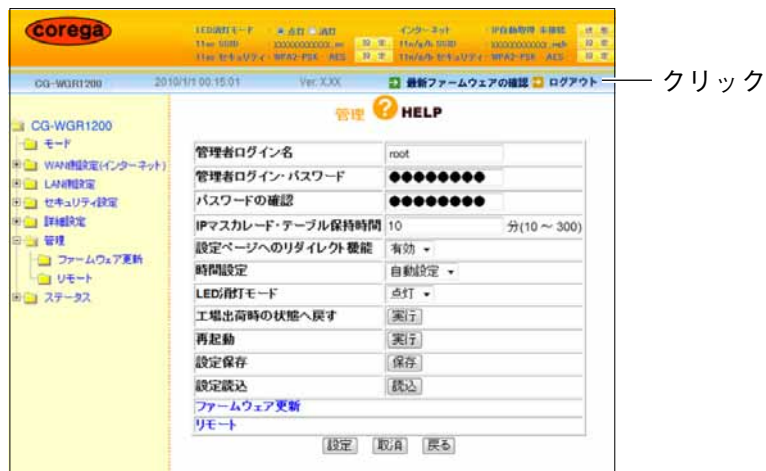 corega
LED消灯モード : 点灯 消灯
11ac SSID : XXXXXXXXXXXX_ac 設 定
11ac セキュリティ : WPA2-PSK AES 設 定
インターネット : IP自動取得 未接続 状 態
11n/g/b SSID : XXXXXXXXXXXX_mgb 設 定
11n/g/b セキュリティ : WPA2-PSK AES 設 定
CG-WGR1200 2010/1/1 00:15:01 Ver. X.XX 最新ファームウェアの確認 ログアウト
クリック
CG-WGR1200
モード
WAN側設定(インターネット)
LAN側設定
セキュリティ設定
詳細設定
管理
ファームウェア更新
リモート
ステータス
管理 ? HELP
管理者ログイン名 root
管理者ログイン・パスワード ●●●●●●●●
パスワードの確認 ●●●●●●●●
IPマスカレード・テーブル保持時間 10 分(10 ~ 300)
設定ページへのリダイレクト機能 有効
時間設定 自動設定
LED消灯モード 点灯
工場出荷時の状態へ戻す 実行
再起動 実行
設定保存 保存
設定読込 読込
ファームウェア更新
リモート
設定 取消 戻る